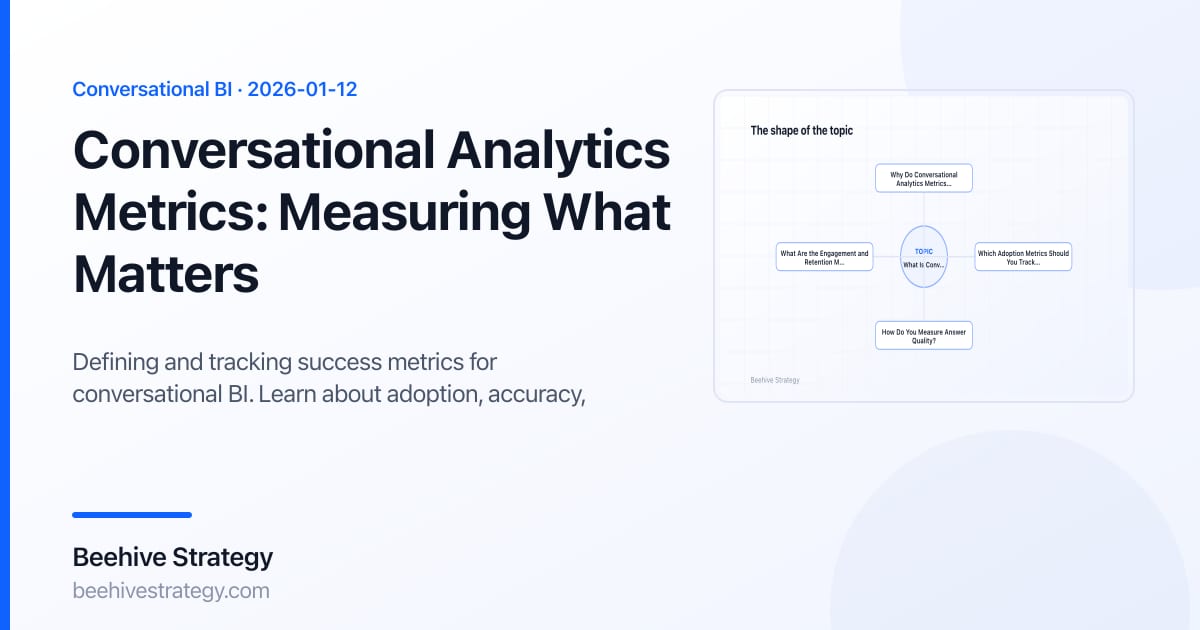 Conversational BI · 2026-01-12
Conversational Analytics
Metrics: Measuring What
Matters
Defining and tracking success metrics for
conversational BI. Learn about adoption, accuracy,
Beehive Strategy
beehivestrategy.com
The shape of the topic
Why Do Conversational
Analytics Metrics...
What Are the Engagement and
Retention M...
TOPIC
What Is Conv...
Which Adoption Metrics Should
You Track...
How Do You Measure Answer
Quality?
Beehive Strategy